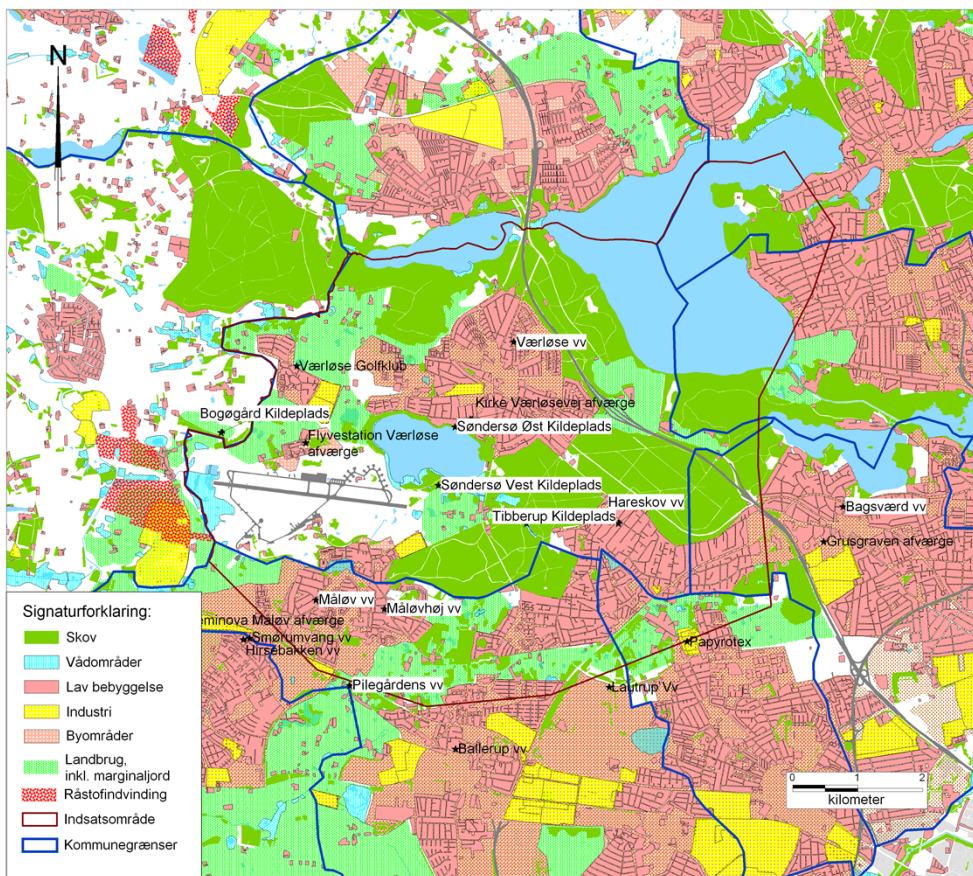 N
Værløse vv
Værløse Golfklub
Kirke Værløsevej afværge
Bogøgård Kildeplads
Søndersø Øst Kildeplads
Flyvestation Værløse
afværge
Søndersø Vest Kildeplads
Hareskov vv
Tibberup Kildeplads
Bagsværd vv
Grusgraven afværge
Måløv vv
Måløvhøj vv
eminova Måløv afværge
Smørumvang vv
Hirsebakken vv
Papyrotex
Pilegårdens vv
Lautrup Vv
Ballerup vv
Signaturforklaring:
Skov
Vådområder
Lav bebyggelse
Industri
Byområder
Landbrug,
inkl. marginaljord
Råstofindvinding
Indsatsområde
Kommunegrænser
0 1 2
kilometer